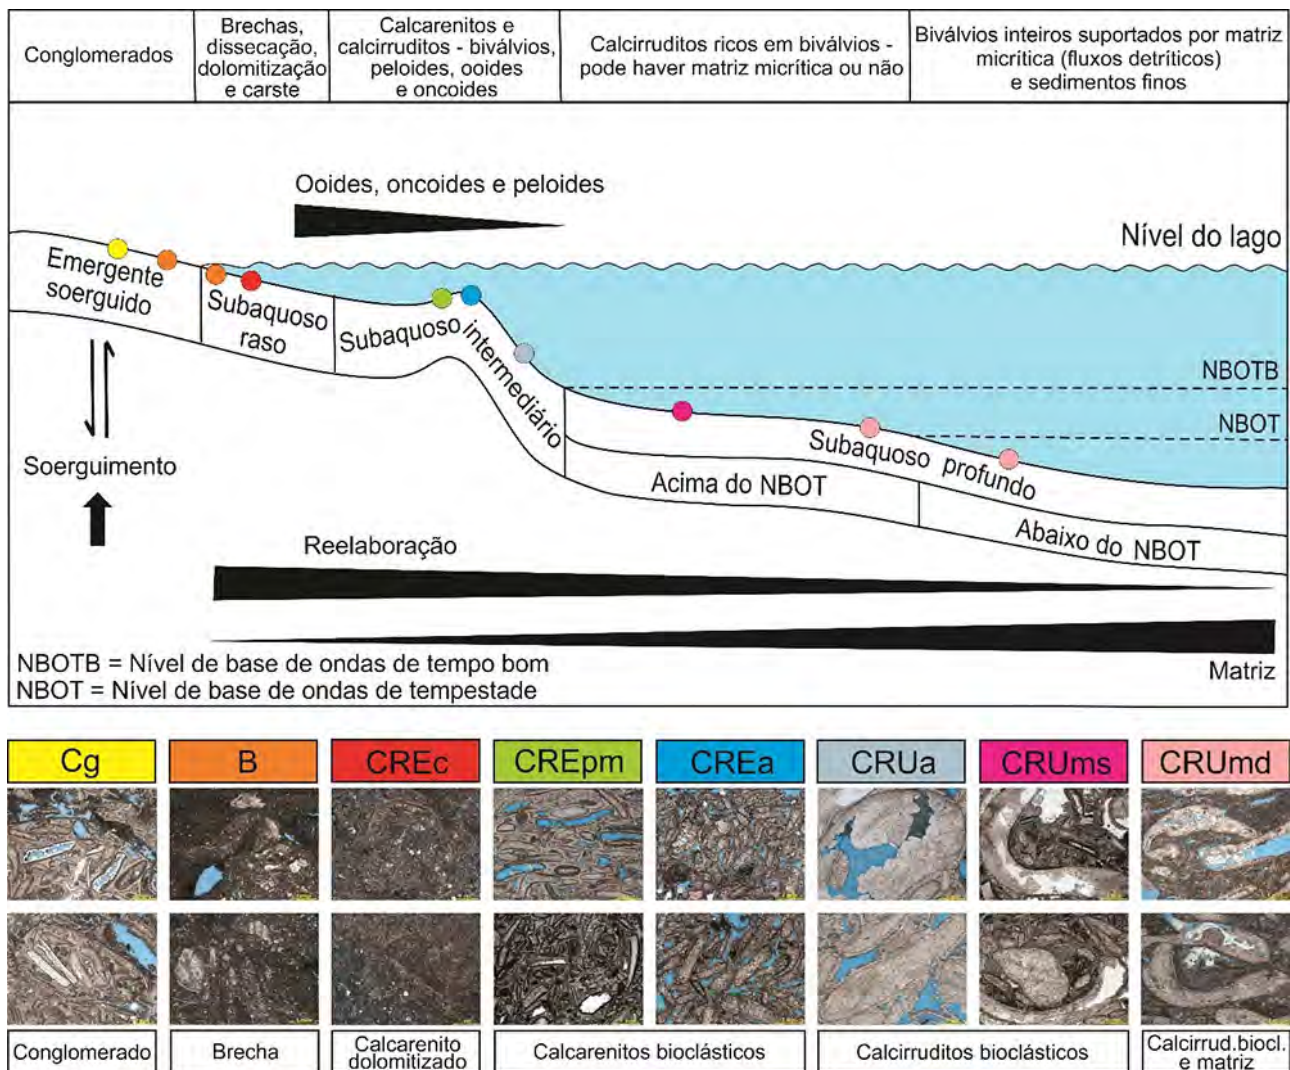 Conglomerados
Brechas,
dissecação,
dolomitização
e carste
Calcarenitos e
calcirruditos - biválvios,
peloides, ooides
e oncoides
Calcirruditos ricos em biválvios -
pode haver matriz micrítica ou não
Biválvios inteiros suportados por matriz
micrítica (fluxos detríticos)
e sedimentos finos
Ooides, oncoides e peloides
Nível do lago
Emergente
soerguido
Subaquoso
raso
Subaquoso intermediário
NBOTB
NBOT
Subaquoso profundo
Acima do NBOT
Abaixo do NBOT
Soerguimento
Reelaboração
Matriz
NBOTB = Nível de base de ondas de tempo bom
NBOT = Nível de base de ondas de tempestade
Cg
B
CREc
CREpm
CREa
CRUa
CRUms
CRUmd
Conglomerado
Brecha
Calcarenito
dolomitizado
Calcarenitos bioclásticos
Calcirruditos bioclásticos
Calcirrud.biocl.
e matriz